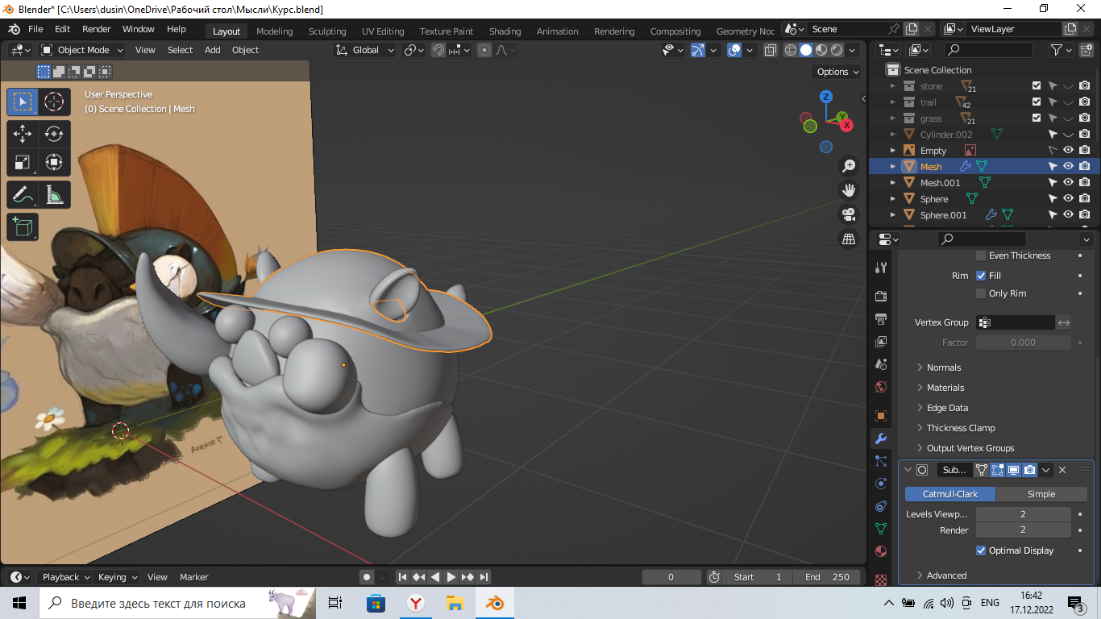 Blender* [C:\Users\dusin\OneDrive\Рабочий стол\Мысли\Курс.blend]
File Edit Render Window Help Layout Modeling Sculpting UV Editing Texture Paint Shading Animation Rendering Compositing Geometry Noc Scene ViewLayer
Object Mode View Select Add Object Global
Options
User Perspective
(0) Scene Collection | Mesh
Z
Y
X
Scene Collection
stone 21
trail 42
grass 21
Cylinder.002
Empty
Mesh
Mesh.001
Sphere
Sphere.001
Even Thickness
Rim Fill
Only Rim
Vertex Group
Factor 0.000
Normals
Materials
Edge Data
Thickness Clamp
Output Vertex Groups
Sub...
Catmull-Clark Simple
Levels Viewp... 2
Render 2
Optimal Display
Advanced
Playback Keying View Marker 0 Start 1 End 250
Введите здесь текст для поиска
ENG
16:42
17.12.2022
3